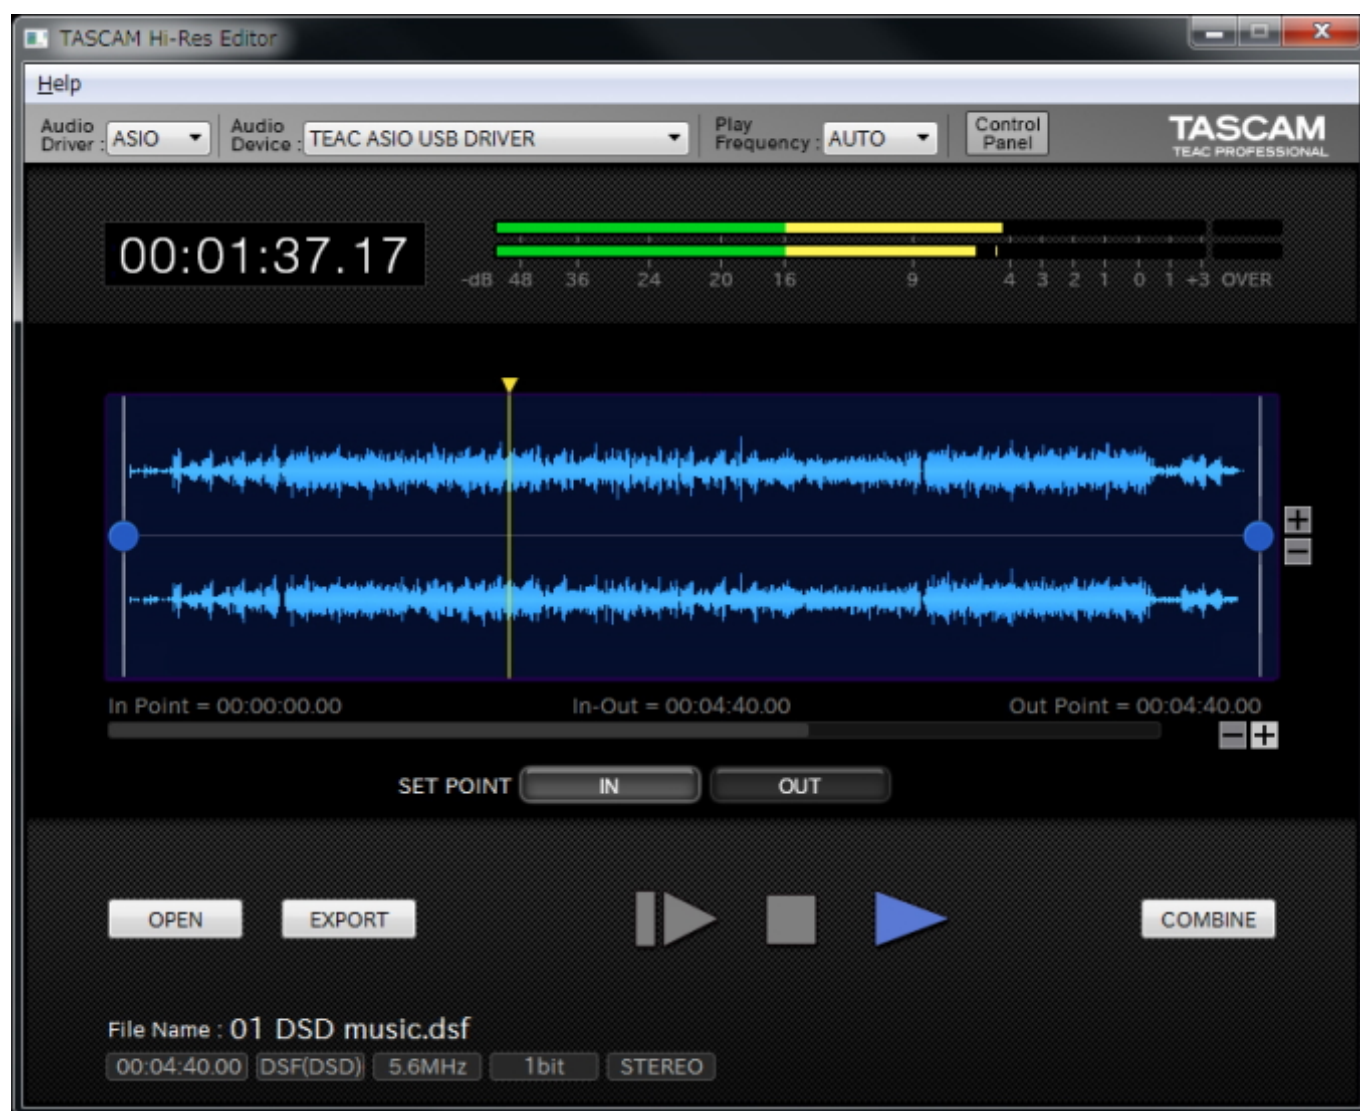 TASCAM Hi-Res Editor
Help
Audio Driver : ASIO Audio Device : TEAC ASIO USB DRIVER Play Frequency : AUTO Control Panel TASCAM
TEAC PROFESSIONAL
00:01:37.17
-dB 48 36 24 20 16 9 4 3 2 1 0 1 +3 OVER
In Point = 00:00:00.00 In-Out = 00:04:40.00 Out Point = 00:04:40.00
SET POINT IN OUT
OPEN EXPORT COMBINE
File Name : 01 DSD music.dsf
00:04:40.00 DSF(DSD) 5.6MHz 1bit STEREO